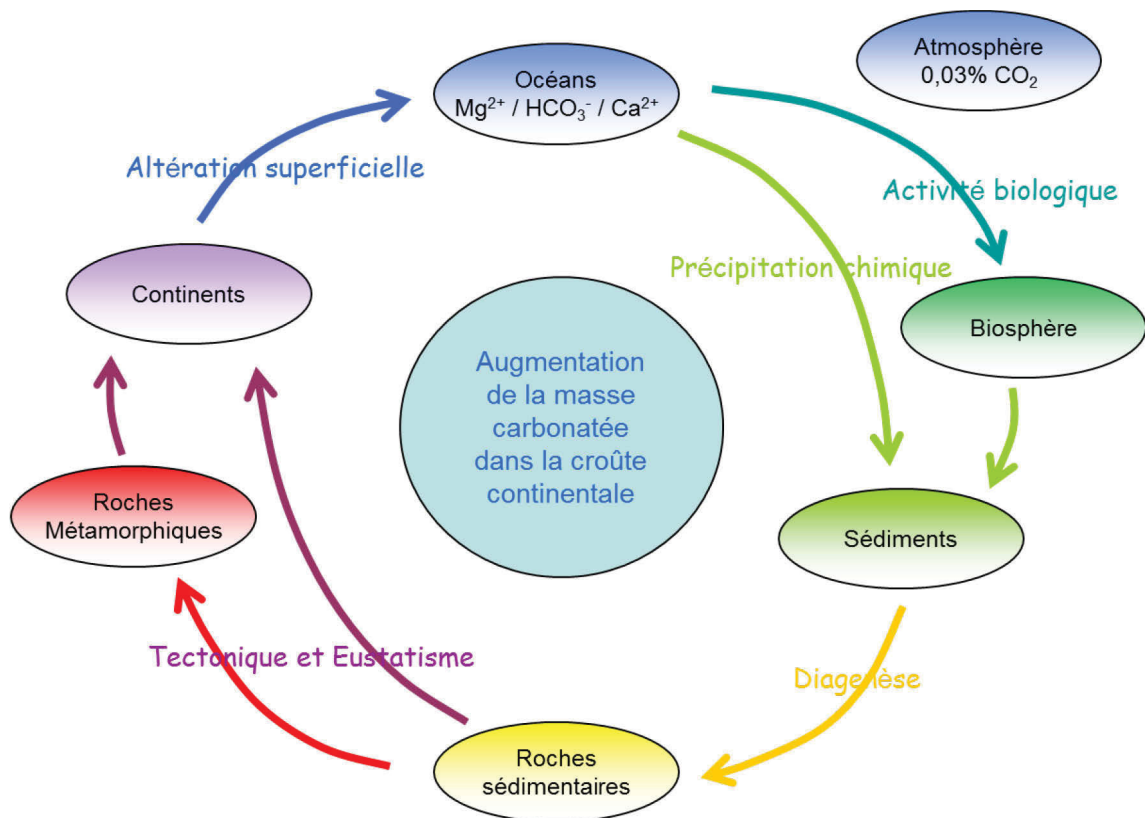 Atmosphère
0,03% CO₂
Océans
Mg²⁺ / HCO₃⁻ / Ca²⁺
Altération superficielle
Activité biologique
Précipitation chimique
Continents
Biosphère
Augmentation
de la masse
carbonatée
dans la croûte
continentale
Roches
Métamorphiques
Sédiments
Tectonique et Eustatisme
Diagenèse
Roches
sédimentaires